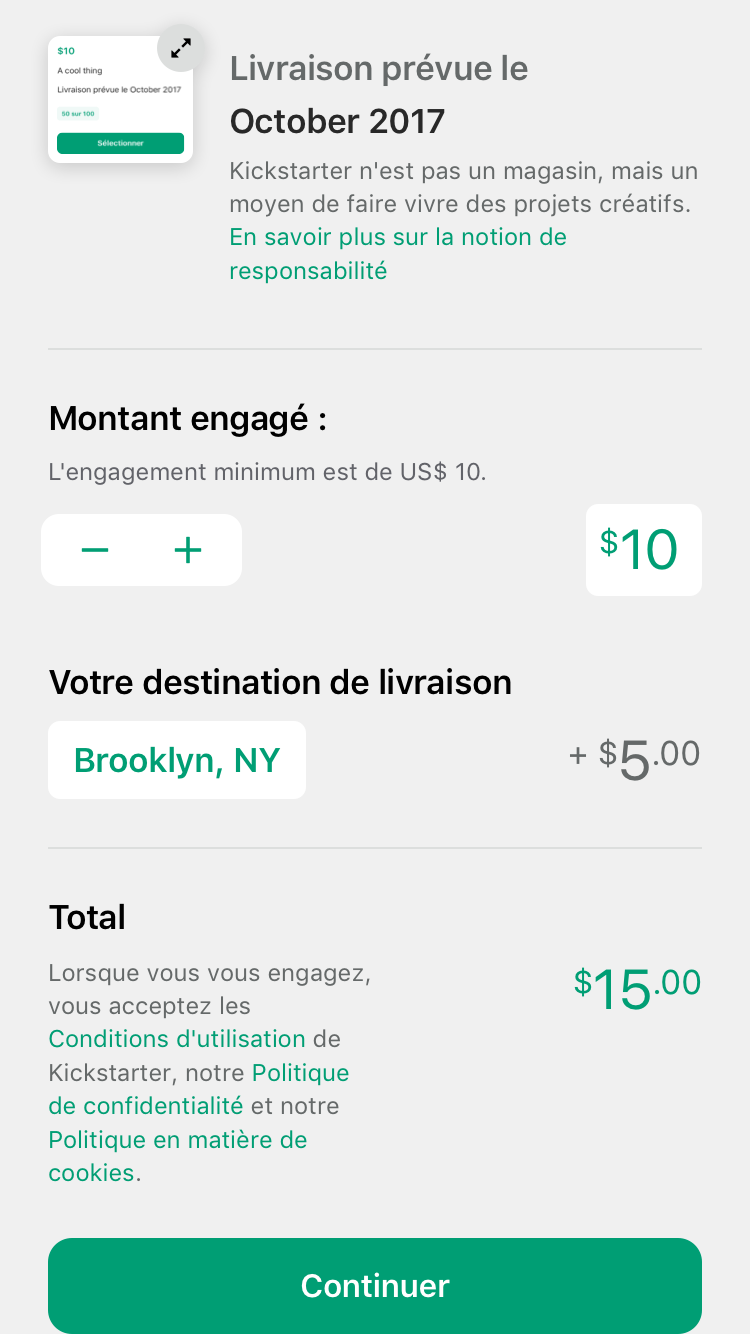 $10
A cool thing
Livraison prévue le October 2017
50 sur 100
Sélectionner
Livraison prévue le
October 2017
Kickstarter n'est pas un magasin, mais un
moyen de faire vivre des projets créatifs.
En savoir plus sur la notion de
responsabilité
Montant engagé :
L'engagement minimum est de US$ 10.
− +
$10
Votre destination de livraison
Brooklyn, NY
+ $5.00
Total
Lorsque vous vous engagez,
vous acceptez les
Conditions d'utilisation de
Kickstarter, notre Politique
de confidentialité et notre
Politique en matière de
cookies.
$15.00
Continuer